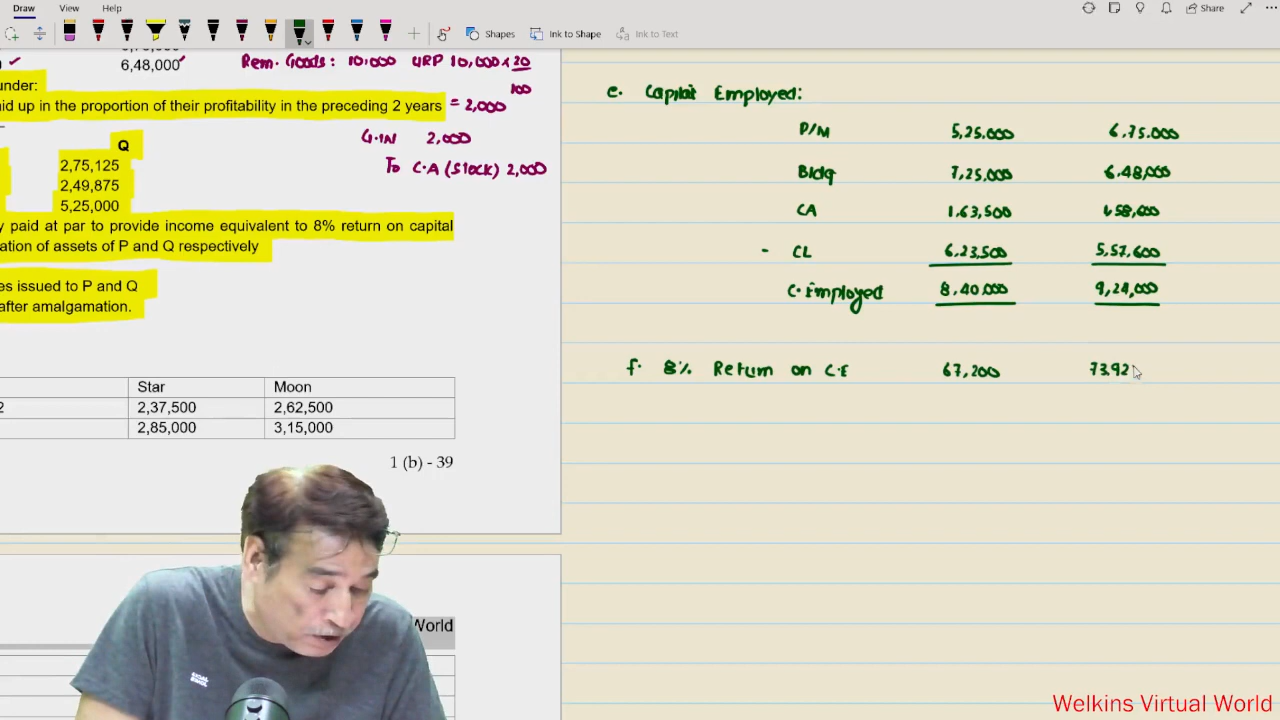 Draw View Help
Share
Shapes Ink to Shape Ink to Text
6,48,000
Rem. Goods: 10,000 URP 10,000 x 20
100
under:
id up in the proportion of their profitability in the preceding 2 years
= 2,000
Q
G.IN 2,000
2,75,125
To C.A (Stock) 2,000
2,49,875
5,25,000
y paid at par to provide income equivalent to 8% return on capital
ation of assets of P and Q respectively
es issued to P and Q
after amalgamation.
Star Moon
2 2,37,500 2,62,500
2,85,000 3,15,000
1 (b) - 39
World
e. Capital Employed:
P/M 5,25,000 6,75,000
Bldg 7,25,000 6,48,000
CA 1,63,500 158,600
- CL 6,23,500 5,57,600
C. Employed 8,40,000 9,24,000
f. 8% Return on C.E 67,200 73,92
Welkins Virtual World